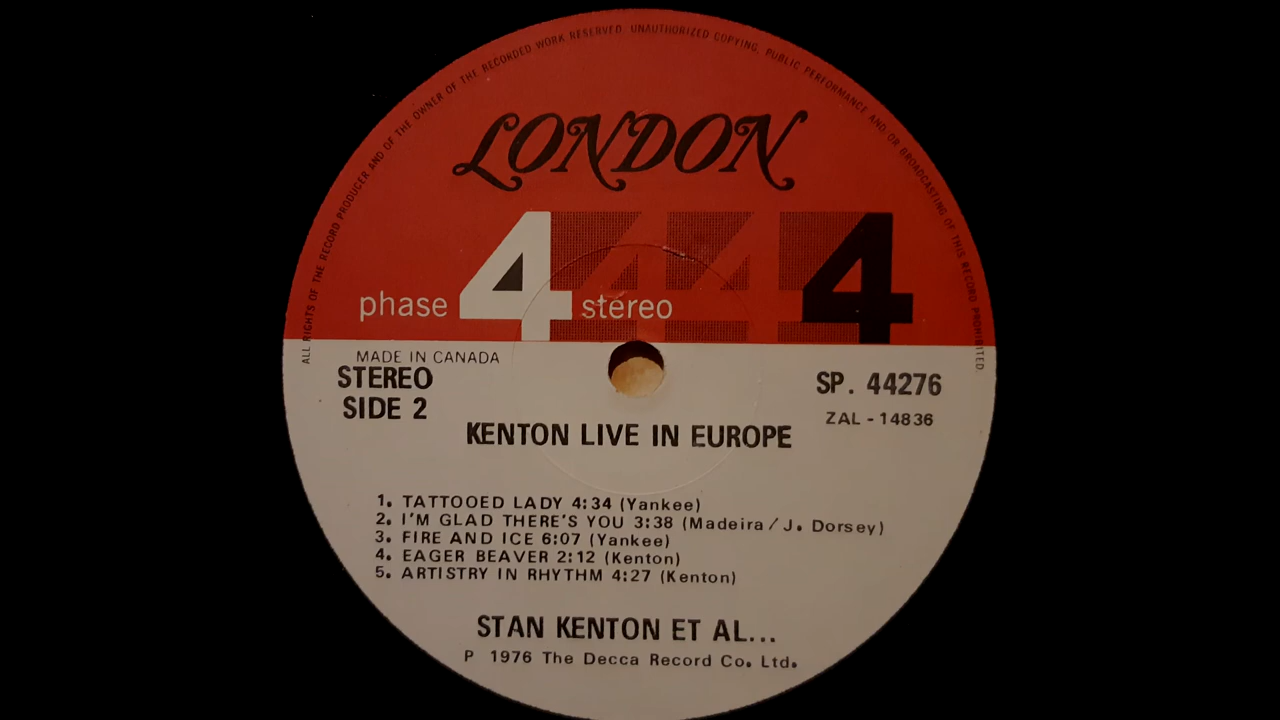 ALL RIGHTS OF THE RECORD PRODUCER AND OF THE OWNER OF THE RECORDED WORK RESERVED. UNAUTHORIZED COPYING, PUBLIC PERFORMANCE AND/OR BROADCASTING OF THIS RECORD PROHIBITED
LONDON
phase 4 stereo 4 4 4
MADE IN CANADA
STEREO
SIDE 2
SP. 44276
ZAL - 14836
KENTON LIVE IN EUROPE
1. TATTOOED LADY 4:34 (Yankee)
2. I'M GLAD THERE'S YOU 3:38 (Madeira / J. Dorsey)
3. FIRE AND ICE 6:07 (Yankee)
4. EAGER BEAVER 2:12 (Kenton)
5. ARTISTRY IN RHYTHM 4:27 (Kenton)
STAN KENTON ET AL...
P 1976 The Decca Record Co. Ltd.